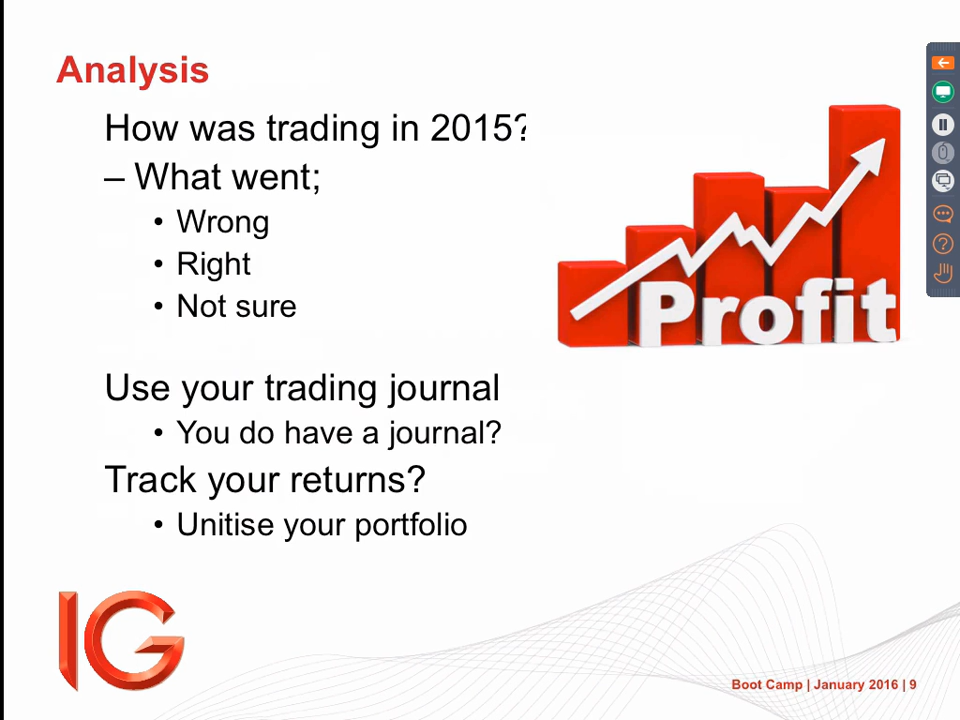 Analysis
How was trading in 2015?
– What went;
• Wrong
• Right
• Not sure
Profit
Use your trading journal
• You do have a journal?
Track your returns?
• Unitise your portfolio
IG
Boot Camp | January 2016 | 9